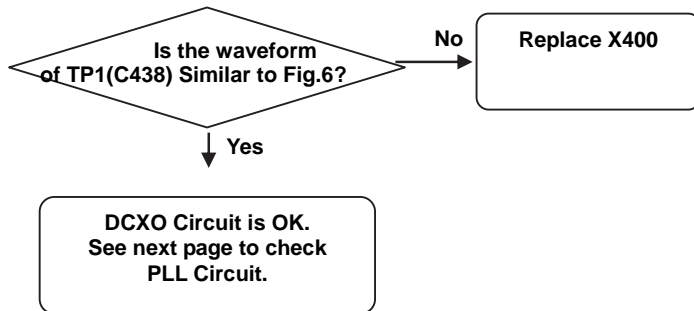 Is the waveform
of TP1(C438) Similar to Fig.6?
No
Replace X400
Yes
DCXO Circuit is OK.
See next page to check
PLL Circuit.